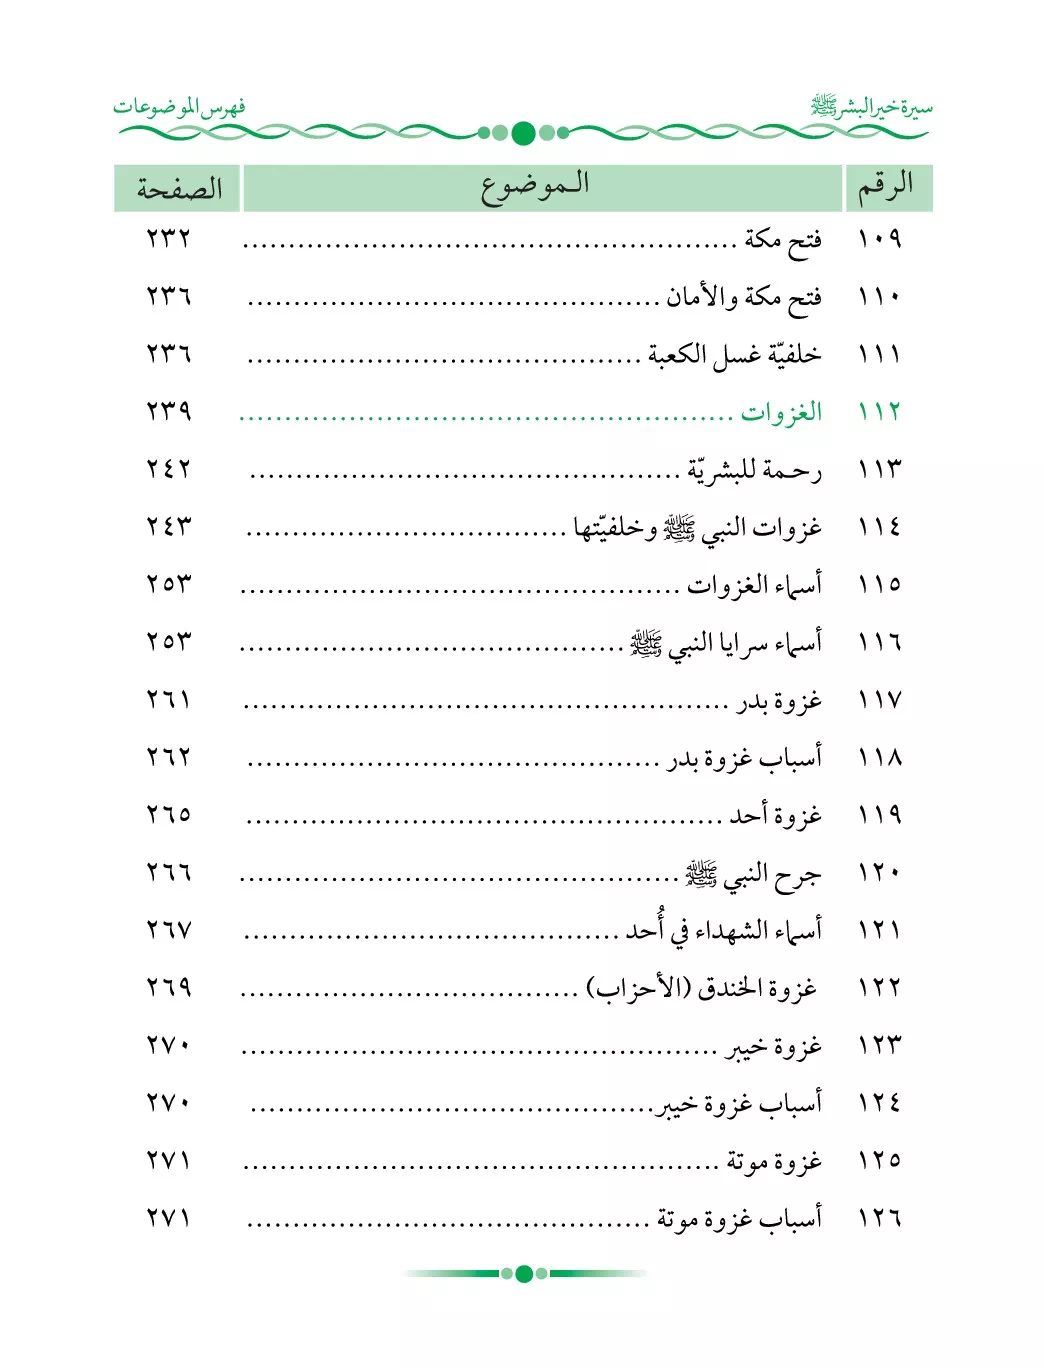 سيرة خير البشر ﷺ فهرس الموضوعات
الرقم الـموضوع الصفحة
١٠٩ فتح مكة ...................................................... ٢٣٢
١١٠ فتح مكة والأمان ............................................. ٢٣٦
١١١ خلفيّة غسل الكعبة ........................................... ٢٣٦
١١٢ الغزوات ...................................................... ٢٣٩
١١٣ رحـمة للبشريّة ............................................... ٢٤٢
١١٤ غزوات النبي ﷺ وخلفيّتها ................................... ٢٤٣
١١٥ أسماء الغزوات ................................................ ٢٥٣
١١٦ أسماء سرايا النبي ﷺ .......................................... ٢٥٣
١١٧ غزوة بدر ..................................................... ٢٦١
١١٨ أسباب غزوة بدر ............................................. ٢٦٢
١١٩ غزوة أحد .................................................... ٢٦٥
١٢٠ جرح النبي ﷺ ................................................ ٢٦٦
١٢١ أسماء الشهداء في أُحد ......................................... ٢٦٧
١٢٢ غزوة الخندق (الأحزاب) ..................................... ٢٦٩
١٢٣ غزوة خيبر .................................................... ٢٧٠
١٢٤ أسباب غزوة خيبر............................................ ٢٧٠
١٢٥ غزوة موتة .................................................... ٢٧١
١٢٦ أسباب غزوة موتة ............................................ ٢٧١